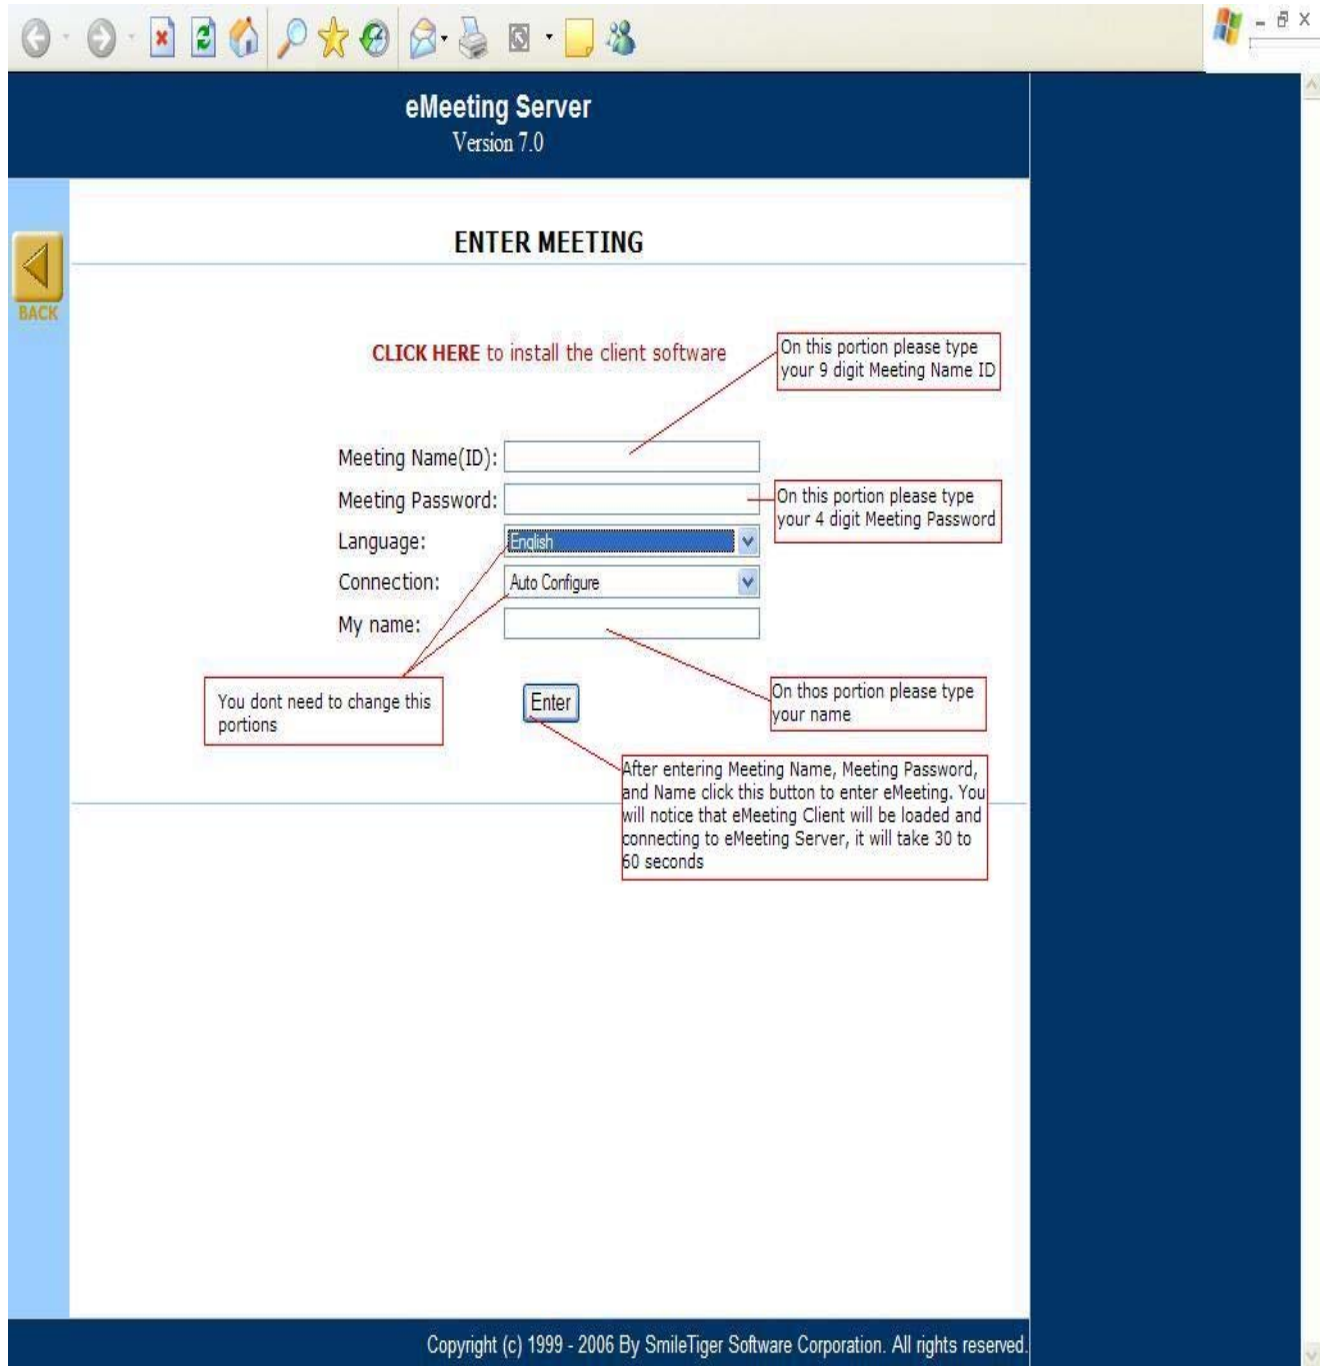 eMeeting Server
Version 7.0
ENTER MEETING
BACK
CLICK HERE to install the client software
On this portion please type
your 9 digit Meeting Name ID
Meeting Name(ID):
Meeting Password:
On this portion please type
your 4 digit Meeting Password
Language:
English
Connection:
Auto Configure
My name:
You dont need to change this
portions
Enter
On thos portion please type
your name
After entering Meeting Name, Meeting Password,
and Name click this button to enter eMeeting. You
will notice that eMeeting Client will be loaded and
connecting to eMeeting Server, it will take 30 to
60 seconds
Copyright (c) 1999 - 2006 By SmileTiger Software Corporation. All rights reserved.